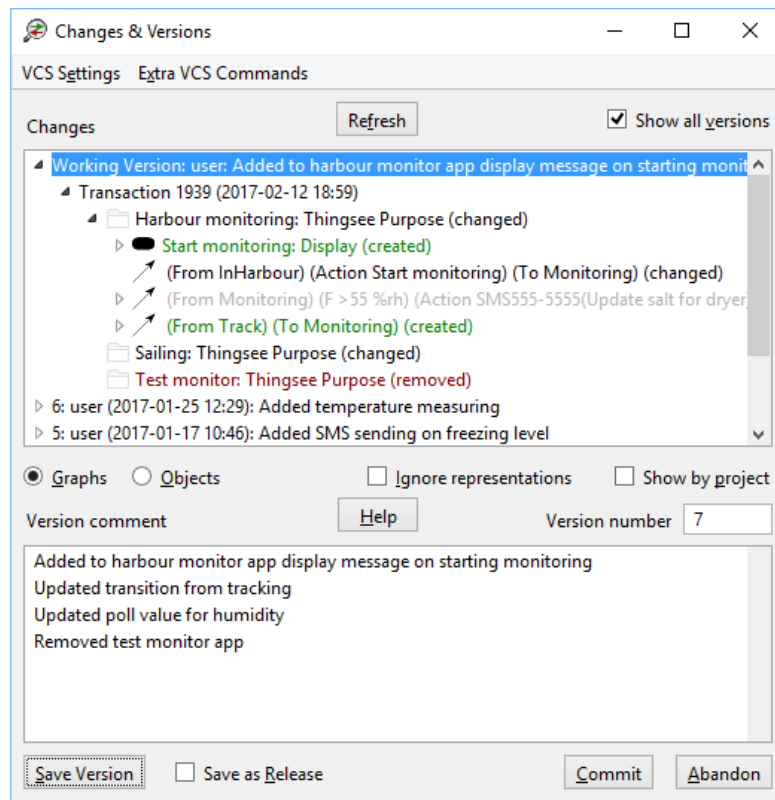 Changes & Versions
VCS Settings Extra VCS Commands
Changes Refresh Show all versions
Working Version: user: Added to harbour monitor app display message on starting monit
Transaction 1939 (2017-02-12 18:59)
Harbour monitoring: Thingsee Purpose (changed)
Start monitoring: Display (created)
(From InHarbour) (Action Start monitoring) (To Monitoring) (changed)
(From Monitoring) (F >55 %rh) (Action SMS555-5555(Update salt for dryer)
(From Track) (To Monitoring) (created)
Sailing: Thingsee Purpose (changed)
Test monitor: Thingsee Purpose (removed)
6: user (2017-01-25 12:29): Added temperature measuring
5: user (2017-01-17 10:46): Added SMS sending on freezing level
Graphs Objects Ignore representations Show by project
Version comment Help Version number 7
Added to harbour monitor app display message on starting monitoring
Updated transition from tracking
Updated poll value for humidity
Removed test monitor app
Save Version Save as Release Commit Abandon